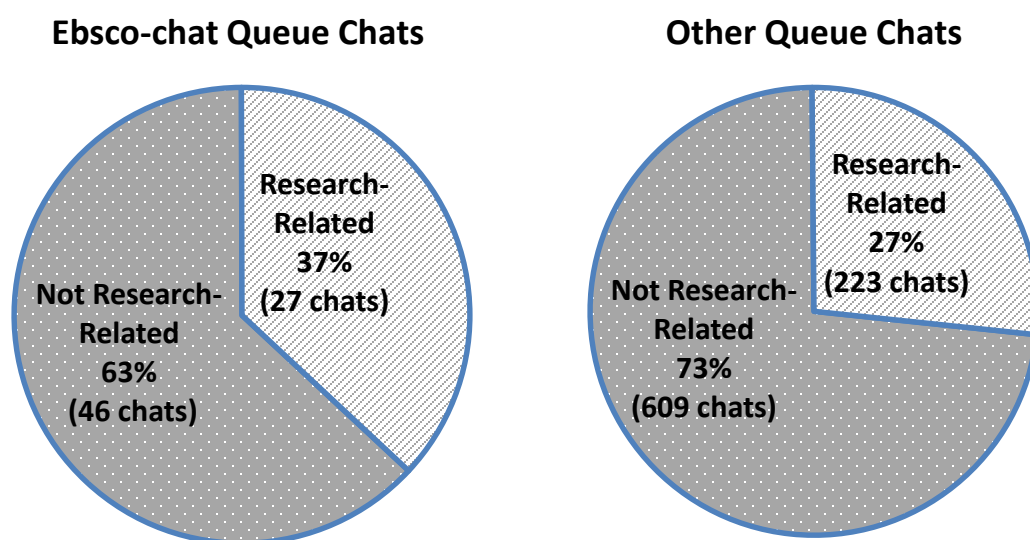 Ebsco-chat Queue Chats
Research-
Related
37%
(27 chats)
Not Research-
Related
63%
(46 chats)
Other Queue Chats
Research-
Related
27%
(223 chats)
Not Research-
Related
73%
(609 chats)